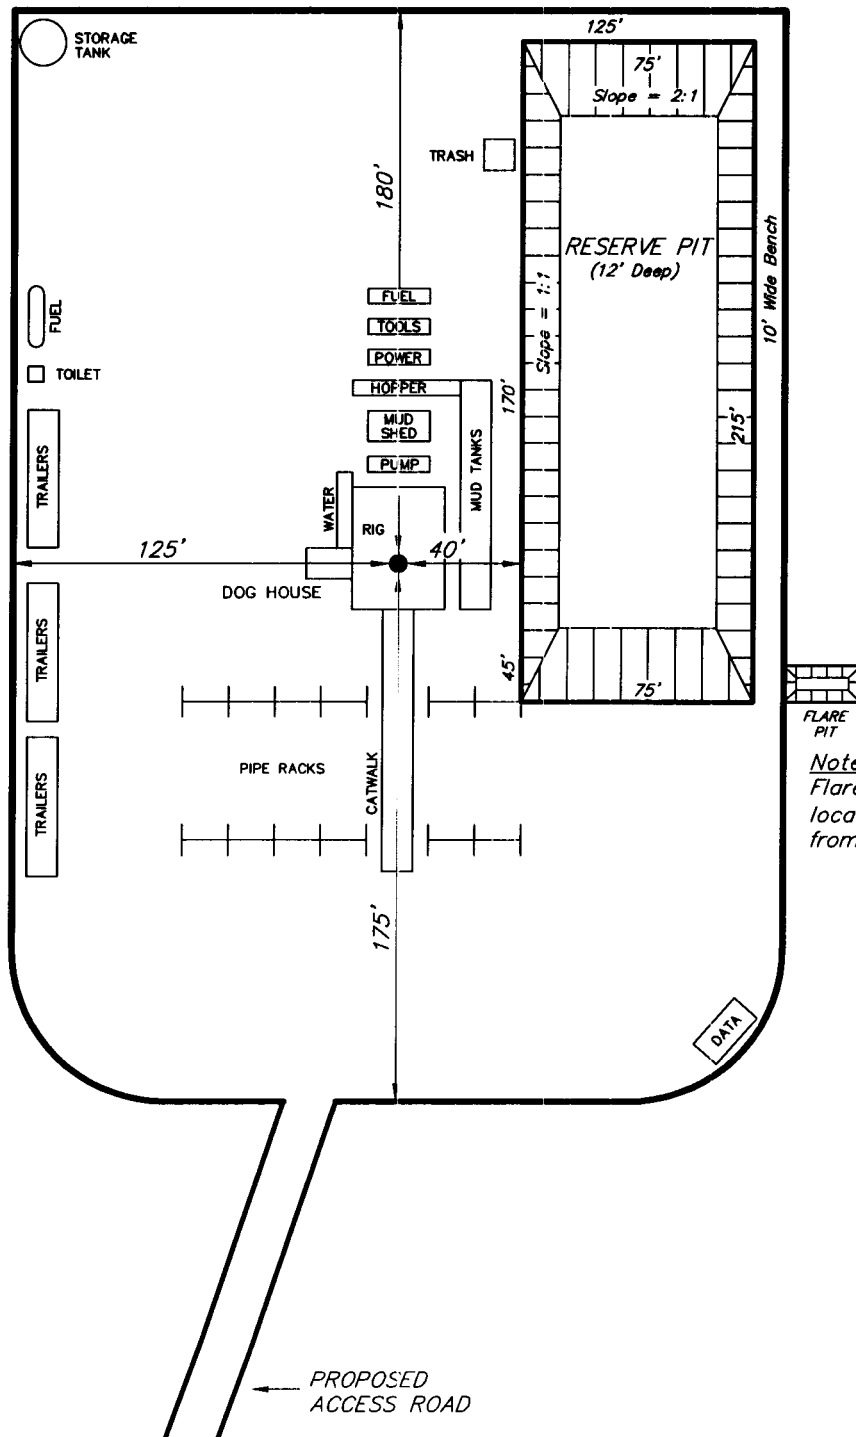 STORAGE
TANK
125'
75'
Slope = 2:1
TRASH
180'
RESERVE PIT
(12' Deep)
10' Wide Bench
Slope = 1:1
FUEL
FUEL
TOOLS
POWER
TOILET
HOPPER
170'
215'
MUD
SHED
MUD TANKS
TRAILERS
PUMP
WATER
RIG
125'
40'
DOG HOUSE
TRAILERS
45'
75'
FLARE
PIT
PIPE RACKS
CATWALK
TRAILERS
Note
Flare
loca
from
175'
DATA
PROPOSED
ACCESS ROAD